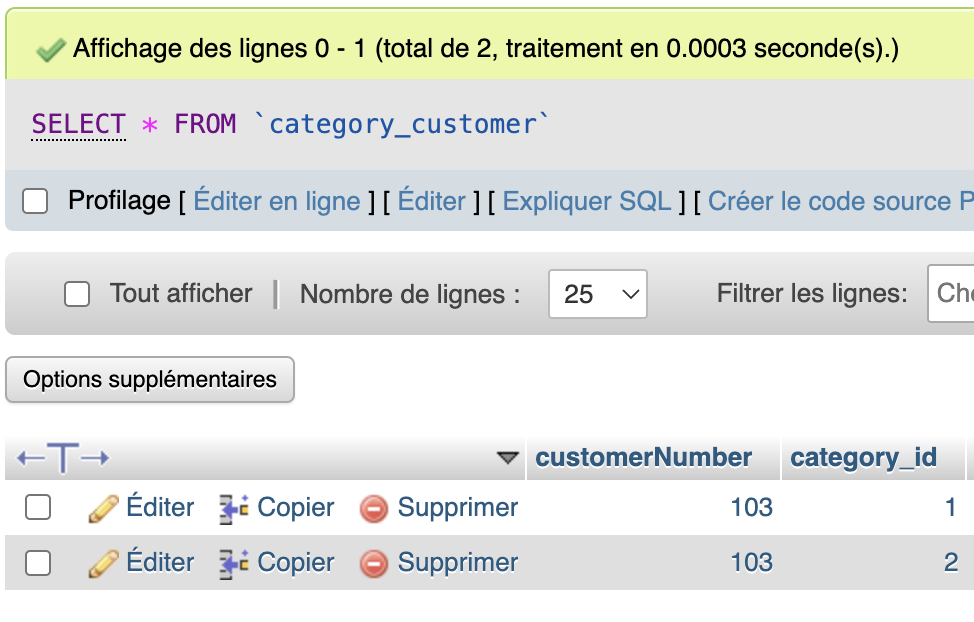 Affichage des lignes 0 - 1 (total de 2, traitement en 0.0003 seconde(s).)
SELECT * FROM `category_customer`
Profilage [ Éditer en ligne ] [ Éditer ] [ Expliquer SQL ] [ Créer le code source P
Tout afficher | Nombre de lignes : 25 Filtrer les lignes: Che
Options supplémentaires
←T→ customerNumber category_id
Éditer Copier Supprimer 103 1
Éditer Copier Supprimer 103 2